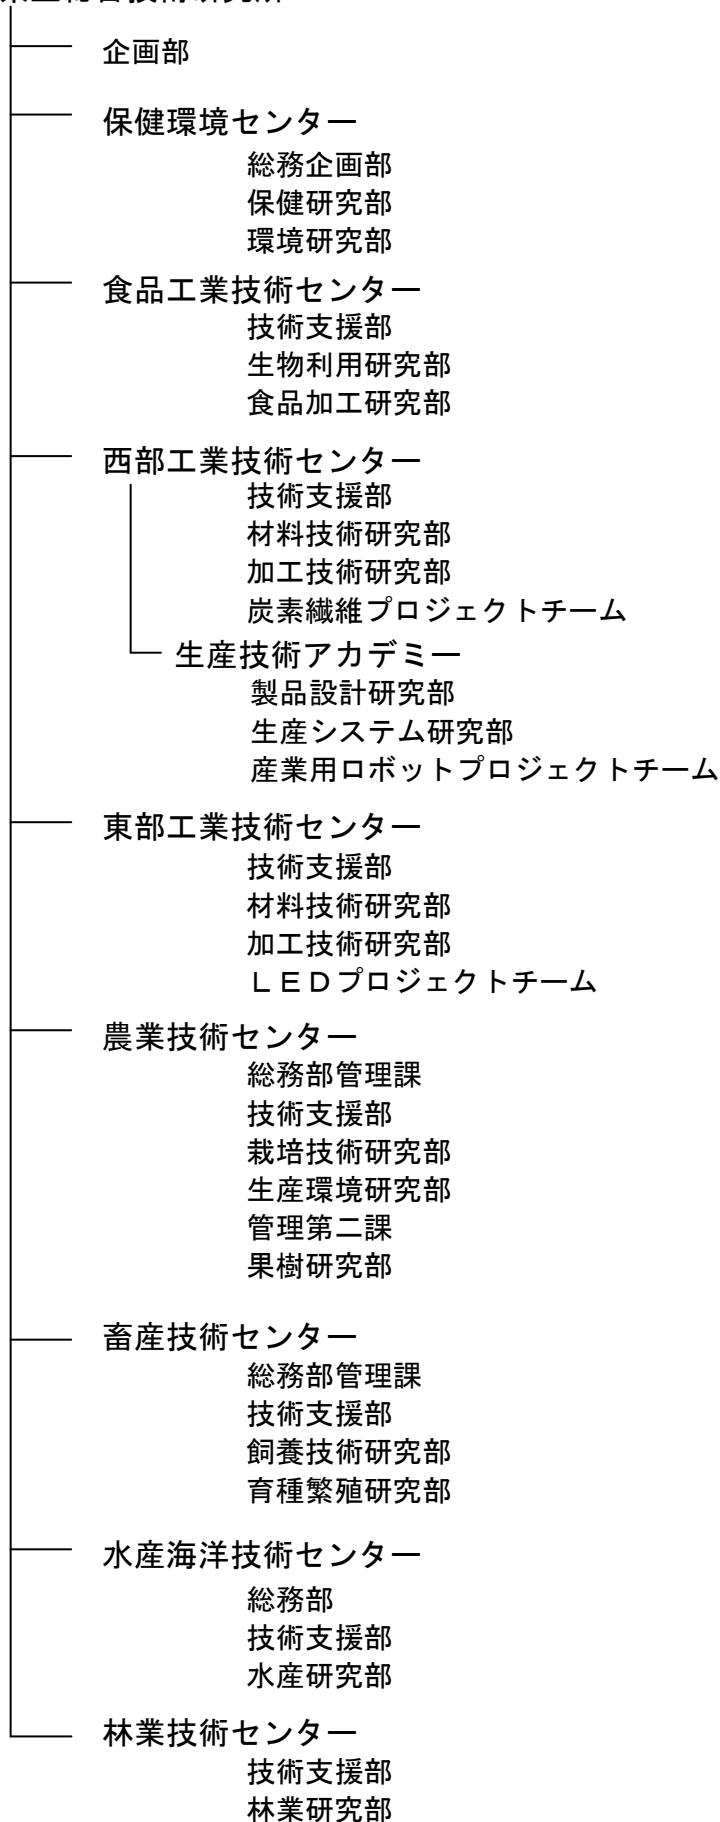 企画部
保健環境センター
総務企画部
保健研究部
環境研究部
食品工業技術センター
技術支援部
生物利用研究部
食品加工研究部
西部工業技術センター
技術支援部
材料技術研究部
加工技術研究部
炭素繊維プロジェクトチーム
生産技術アカデミー
製品設計研究部
生産システム研究部
産業用ロボットプロジェクトチーム
東部工業技術センター
技術支援部
材料技術研究部
加工技術研究部
ＬＥＤプロジェクトチーム
農業技術センター
総務部管理課
技術支援部
栽培技術研究部
生産環境研究部
管理第二課
果樹研究部
畜産技術センター
総務部管理課
技術支援部
飼養技術研究部
育種繁殖研究部
水産海洋技術センター
総務部
技術支援部
水産研究部
林業技術センター
技術支援部
林業研究部